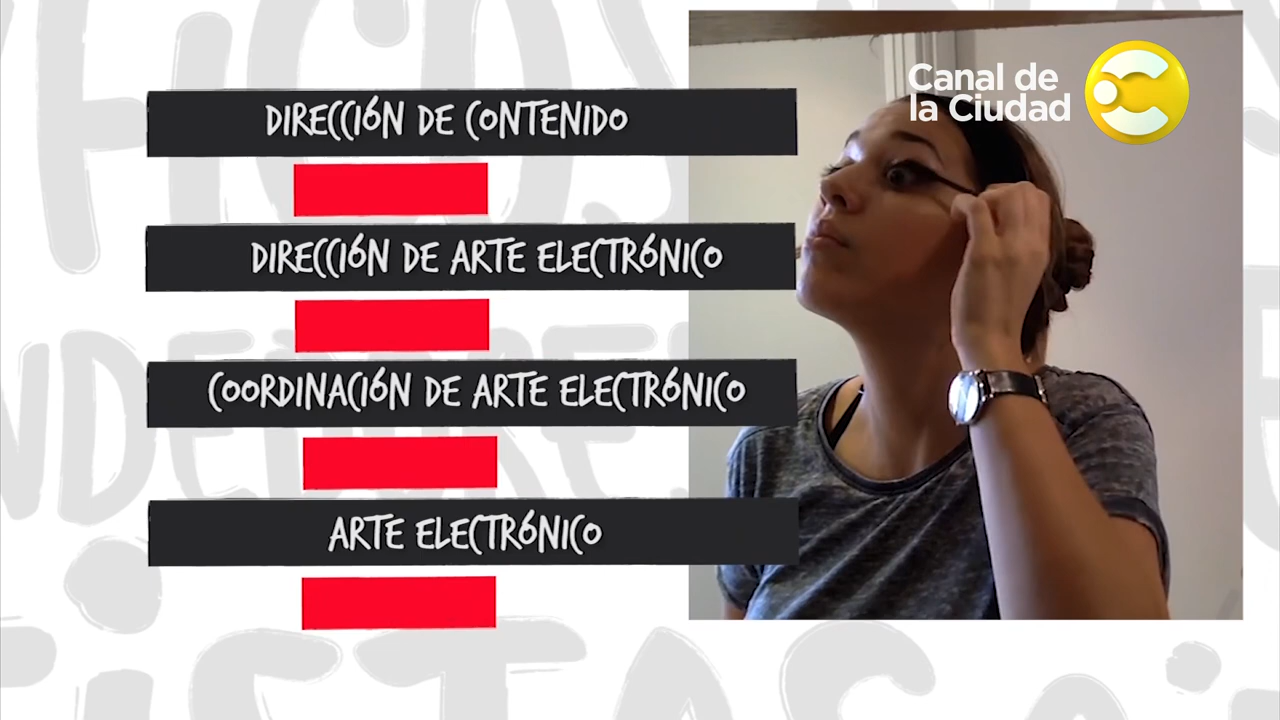 Canal de
la Ciudad
DIRECCIÓN DE CONTENIDO
DIRECCIÓN DE ARTE ELECTRÓNICO
COORDINACIÓN DE ARTE ELECTRÓNICO
ARTE ELECTRÓNICO